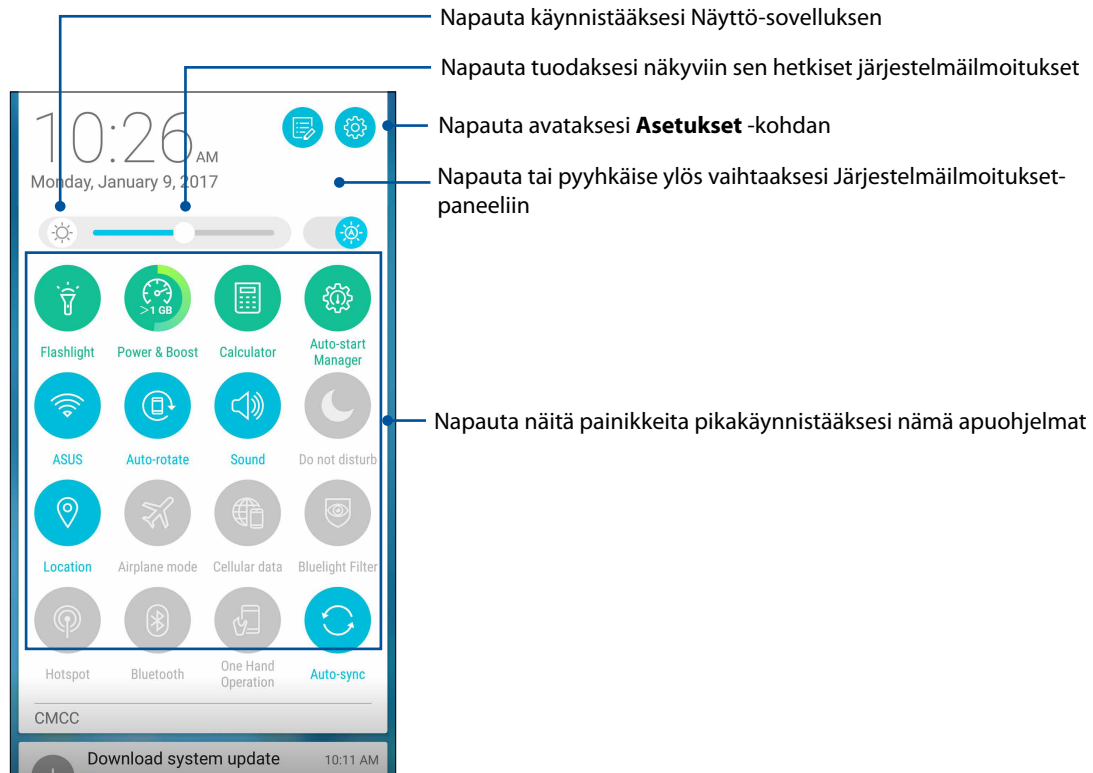 Napauta käynnistääksesi Näyttö-sovelluksen
Napauta tuodaksesi näkyviin sen hetkiset järjestelmäilmoitukset
Napauta avataksesi Asetukset -kohdan
Napauta tai pyyhkäise ylös vaihtaaksesi Järjestelmäilmoitukset-
paneeliin
Napauta näitä painikkeita pikakäynnistääksesi nämä apuohjelmat
10:26 AM
Monday, January 9, 2017
A
>1 GB
Flashlight
Power & Boost
Calculator
Auto-start
Manager
ASUS
Auto-rotate
Sound
Do not disturb
Location
Airplane mode
Cellular data
Bluelight Filter
Hotspot
Bluetooth
One Hand
Operation
Auto-sync
CMCC
Download system update
10:11 AM